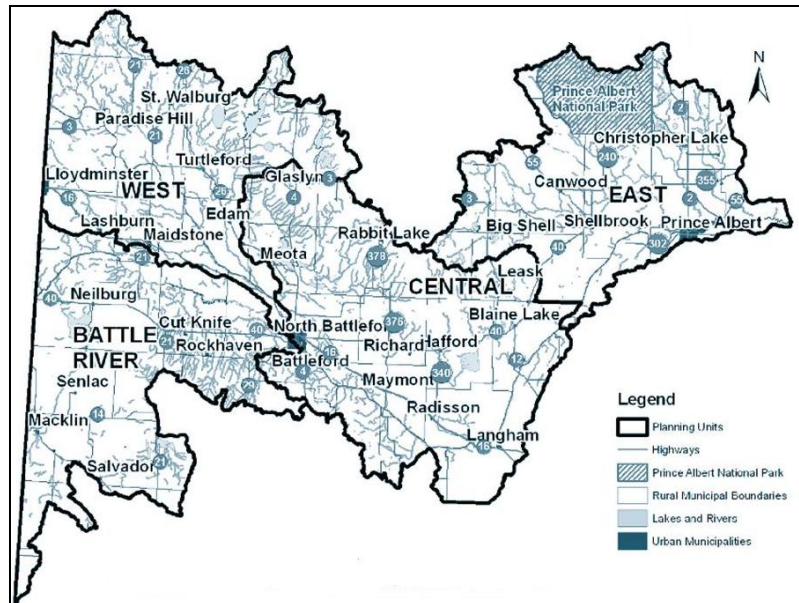 N
21
26
St. Walburg
Paradise Hill
3
21
Turtleford
Lloydminster
WEST
16
26
Lashburn
Edam
Maidstone
Glaslyn
3
4
Rabbit Lake
Meota
378
CENTRAL
Prince Albert
National Park
2
Christopher Lake
55
240
Canwood
EAST
355
3
2
55
Big Shell
Shellbrook
Prince Albert
40
302
Leask
21
40
Neilburg
BATTLE
RIVER
Cut Knife
40
21
Rockhaven
29
Senlac
Macklin
14
Salvador
21
North Battlefo
Battleford
16
4
376
Richard
Hafford
Blaine Lake
40
12
Maymont
340
Radisson
Langham
16
Legend
Planning Units
Highways
Prince Albert National Park
Rural Municipal Boundaries
Lakes and Rivers
Urban Municipalities